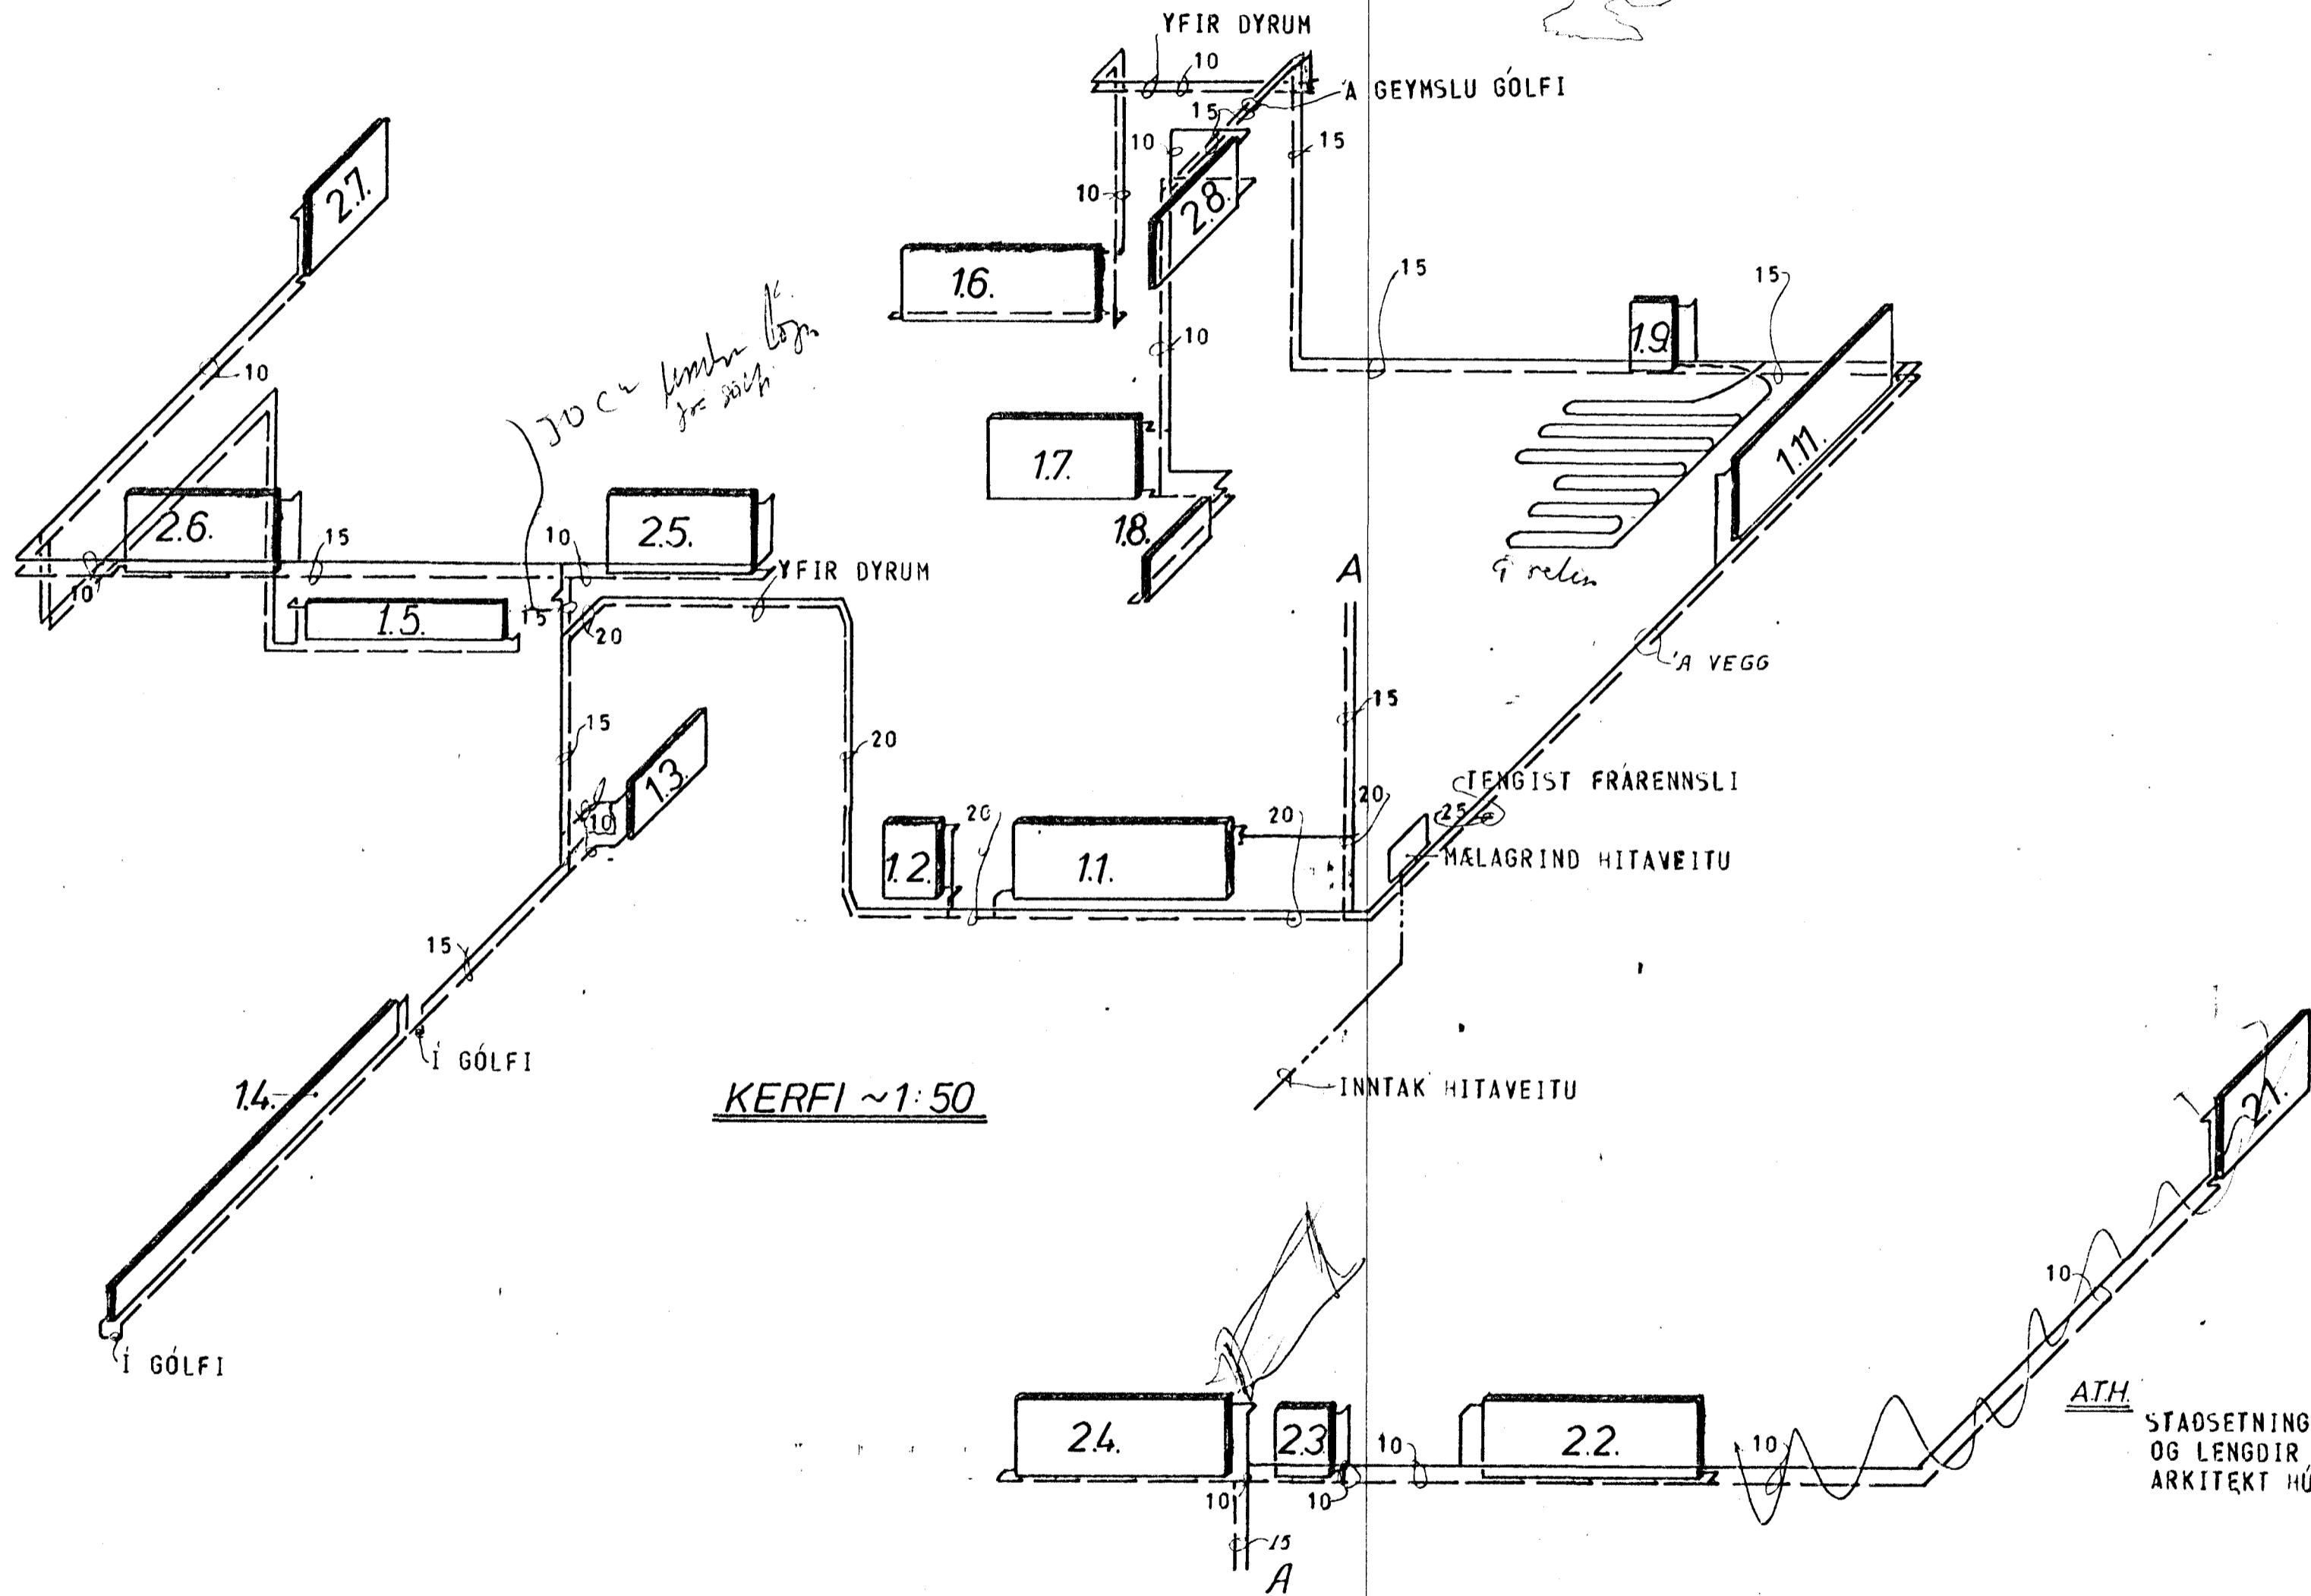 YFIR DYRUM
10
Á GEYMSLU GÓLFI
15
10
15
10
2.7.
2.8.
1.6.
15
15
10
1.9.
10
1.7.
1.11.
1.8.
2.6.
15
10
2.5.
YFIR DYRUM
10
1.5.
15
20
A
Á VEGG
15
15
20
1.3.
10
TENGIST FRÁRENNSLI
20
25
20
20
1.2.
1.1.
MÆLAGRIND HITAVEITU
15
Í GÓLFI
1.4.
KERFI ~1:50
INNTAK HITAVEITU
2.1.
10
Í GÓLFI
A.T.H.
STAÐSETNING
OG LENGDIR
ARKITEKT HÚ
2.4.
2.3
10
2.2.
10
10
10
15
A